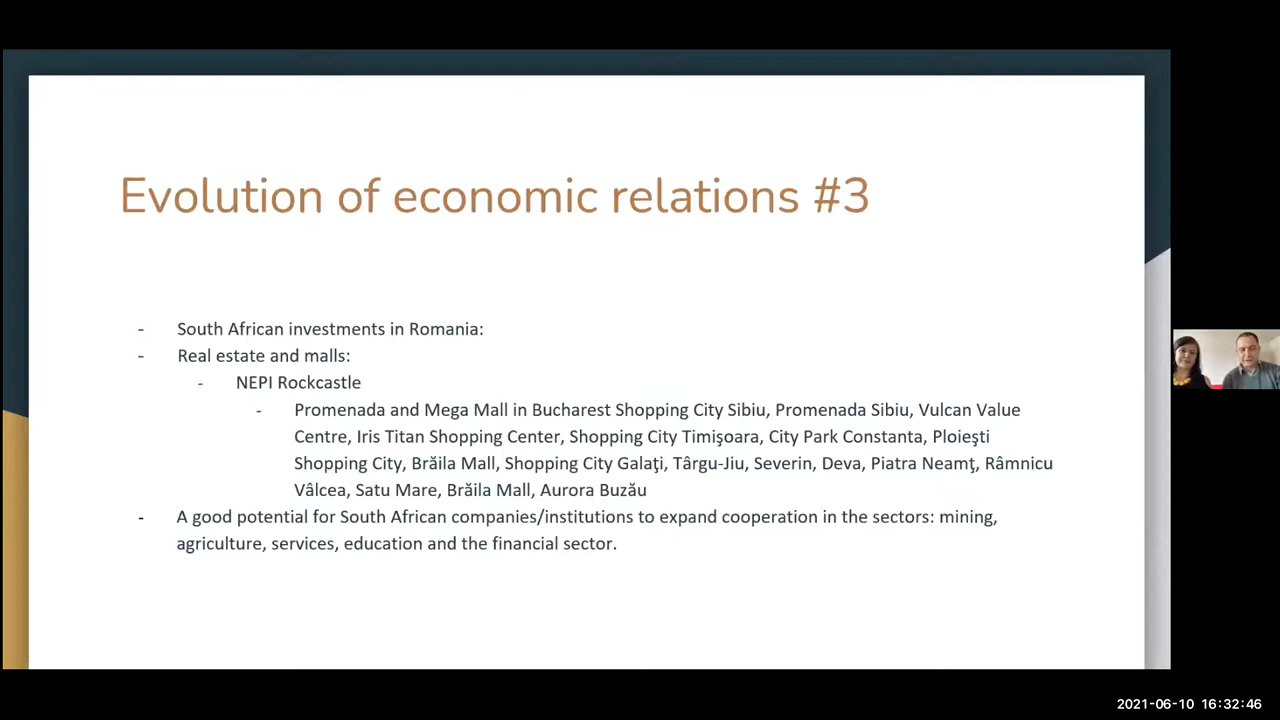 Evolution of economic relations #3
- South African investments in Romania:
- Real estate and malls:
- NEPI Rockcastle
- Promenada and Mega Mall in Bucharest Shopping City Sibiu, Promenada Sibiu, Vulcan Value
Centre, Iris Titan Shopping Center, Shopping City Timişoara, City Park Constanta, Ploieşti
Shopping City, Brăila Mall, Shopping City Galaţi, Târgu-Jiu, Severin, Deva, Piatra Neamţ, Râmnicu
Vâlcea, Satu Mare, Brăila Mall, Aurora Buzău
- A good potential for South African companies/institutions to expand cooperation in the sectors: mining,
agriculture, services, education and the financial sector.
2021-06-10 16:32:46